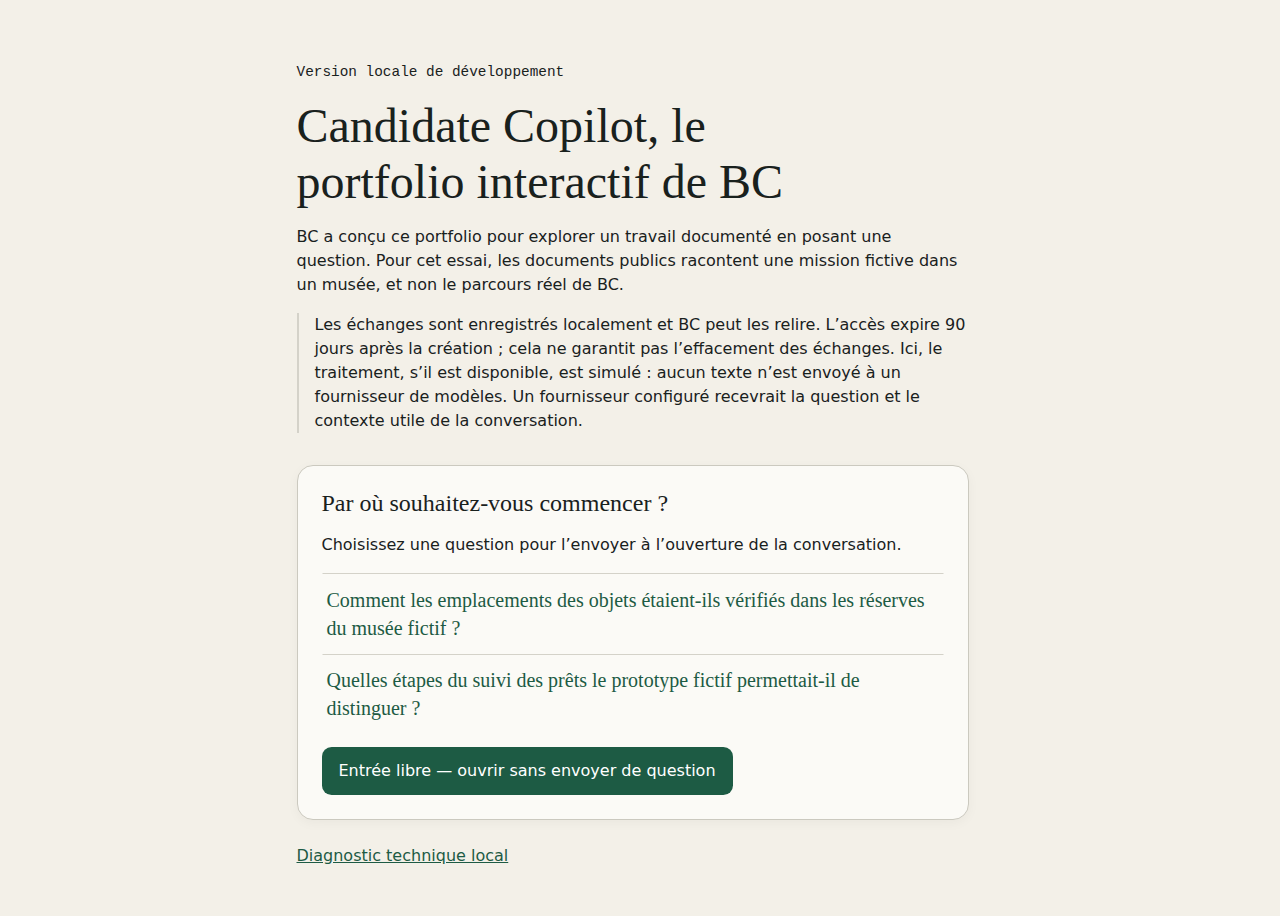 Version locale de développement
Candidate Copilot, le
portfolio interactif de BC
BC a conçu ce portfolio pour explorer un travail documenté en posant une
question. Pour cet essai, les documents publics racontent une mission fictive dans
un musée, et non le parcours réel de BC.
Les échanges sont enregistrés localement et BC peut les relire. L’accès expire 90
jours après la création ; cela ne garantit pas l’effacement des échanges. Ici, le
traitement, s’il est disponible, est simulé : aucun texte n’est envoyé à un
fournisseur de modèles. Un fournisseur configuré recevrait la question et le
contexte utile de la conversation.
Par où souhaitez-vous commencer ?
Choisissez une question pour l’envoyer à l’ouverture de la conversation.
Comment les emplacements des objets étaient-ils vérifiés dans les réserves
du musée fictif ?
Quelles étapes du suivi des prêts le prototype fictif permettait-il de
distinguer ?
Entrée libre — ouvrir sans envoyer de question
Diagnostic technique local